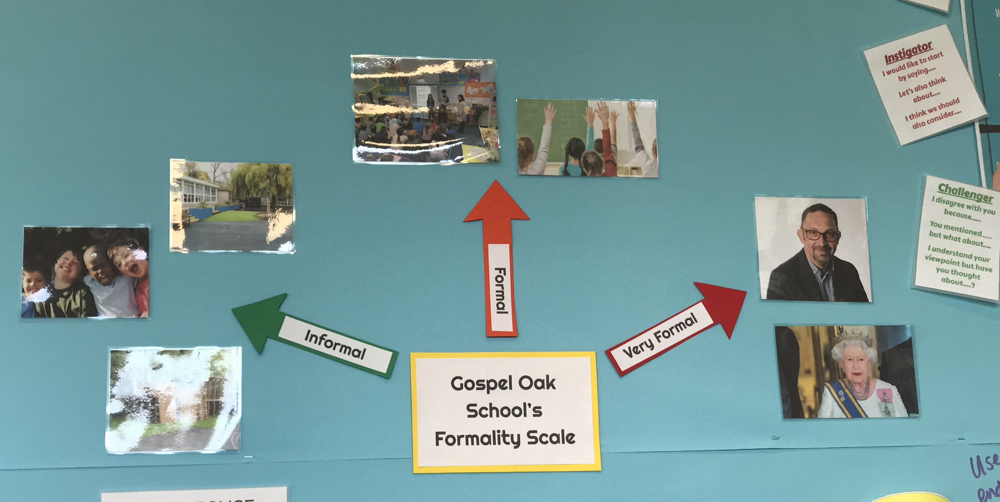 Instigator
I would like to start
by saying....
Let's also think
about....
I think we should
also consider....
Challenger
I disagree with you
because.....
You mentioned____
but what about....
I understand your
viewpoint but have
you thought
about....?
Formal
Informal
Very Formal
Gospel Oak
School's
Formality Scale
Use